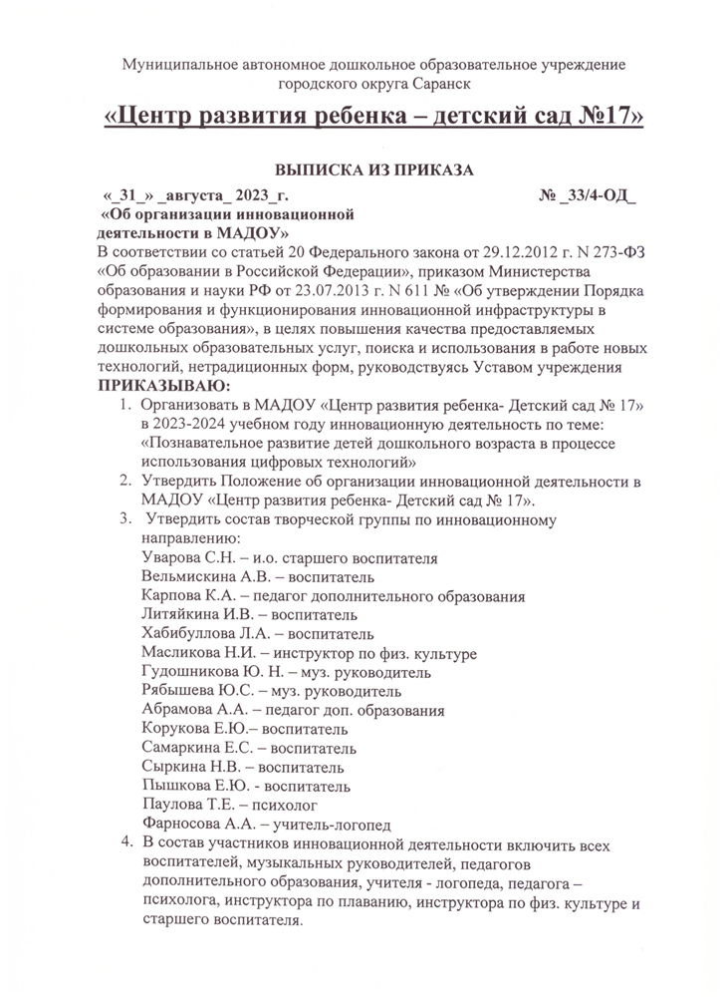 Муниципальное автономное дошкольное образовательное учреждение
городского округа Саранск
«Центр развития ребенка – детский сад №17»
ВЫПИСКА ИЗ ПРИКАЗА
«_31_» _августа_ 2023_г. № _33/4-ОД_
«Об организации инновационной
деятельности в МАДОУ»
В соответствии со статьей 20 Федерального закона от 29.12.2012 г. N 273-ФЗ
«Об образовании в Российской Федерации», приказом Министерства
образования и науки РФ от 23.07.2013 г. N 611 № «Об утверждении Порядка
формирования и функционирования инновационной инфраструктуры в
системе образования», в целях повышения качества предоставляемых
дошкольных образовательных услуг, поиска и использования в работе новых
технологий, нетрадиционных форм, руководствуясь Уставом учреждения
ПРИКАЗЫВАЮ:
1. Организовать в МАДОУ «Центр развития ребенка- Детский сад № 17»
в 2023-2024 учебном году инновационную деятельность по теме:
«Познавательное развитие детей дошкольного возраста в процессе
использования цифровых технологий»
2. Утвердить Положение об организации инновационной деятельности в
МАДОУ «Центр развития ребенка- Детский сад № 17».
3. Утвердить состав творческой группы по инновационному
направлению:
Уварова С.Н. – и.о. старшего воспитателя
Вельмискина А.В. – воспитатель
Карпова К.А. – педагог дополнительного образования
Литяйкина И.В. – воспитатель
Хабибуллова Л.А. – воспитатель
Масликова Н.И. – инструктор по физ. культуре
Гудошникова Ю. Н. – муз. руководитель
Рябышева Ю.С. – муз. руководитель
Абрамова А.А. – педагог доп. образования
Корукова Е.Ю.– воспитатель
Самаркина Е.С. – воспитатель
Сыркина Н.В. – воспитатель
Пышкова Е.Ю. - воспитатель
Паулова Т.Е. – психолог
Фарносова А.А. – учитель-логопед
4. В состав участников инновационной деятельности включить всех
воспитателей, музыкальных руководителей, педагогов
дополнительного образования, учителя - логопеда, педагога –
психолога, инструктора по плаванию, инструктора по физ. культуре и
старшего воспитателя.